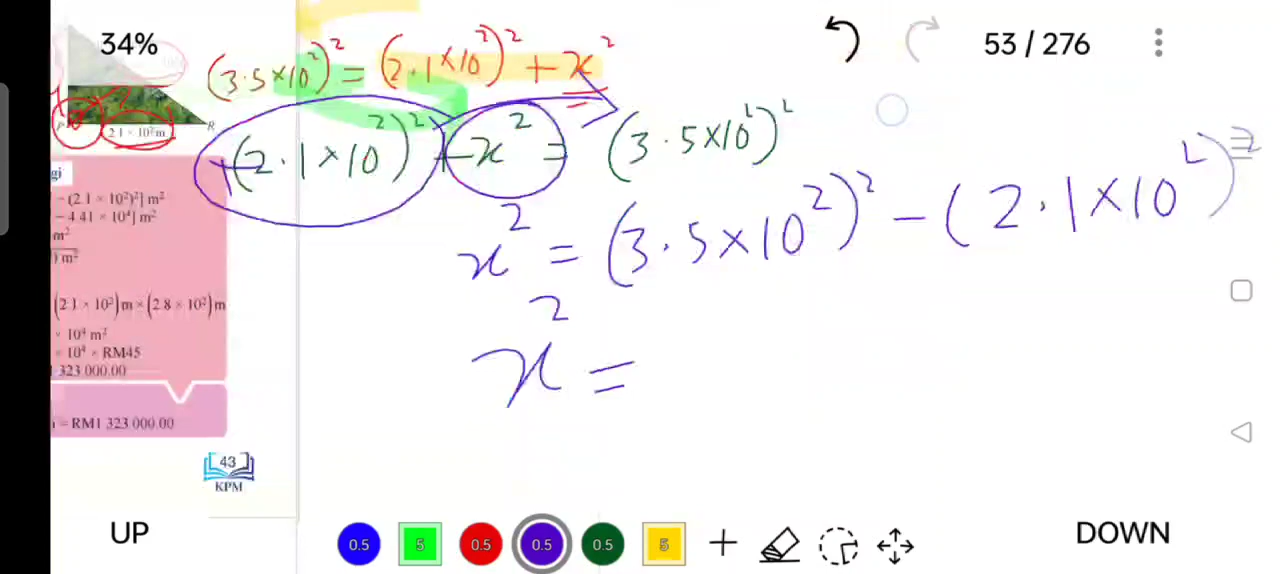 34%
53 / 276
(3.5×10²)² = (2.1×10²)² + x²
R
2.1 × 10² m
(2.1×10²)² + x² = (3.5×10²)²
gi
- (2.1 × 10²)²] m²
- 4.41 × 10⁴] m²
m²
) m²
x² = (3.5×10²)² - (2.1×10²)²
(2.1 × 10²) m × (2.8 × 10²) m
× 10⁴ m²
× 10⁴ × RM45
1 323 000.00
x² =
= RM1 323 000.00
43
KPM
UP
0.5 5 0.5 0.5 0.5 5
DOWN